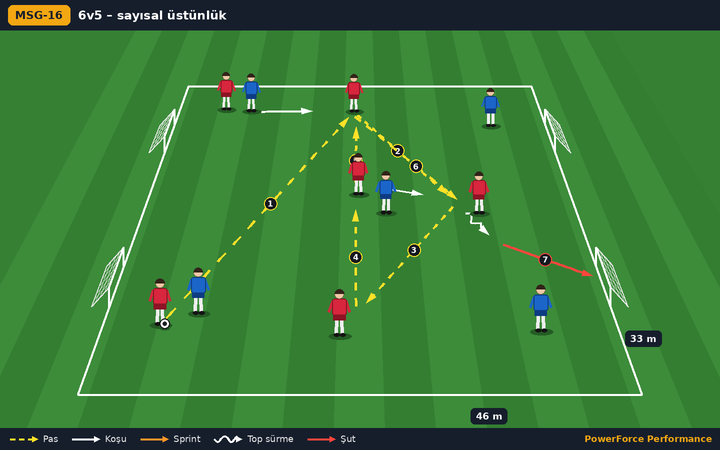 MSG-16 6v5 – sayısal üstünlük
2
6
1
3
4
7
33 m
46 m
Pas Koşu Sprint Top sürme Şut PowerForce Performance